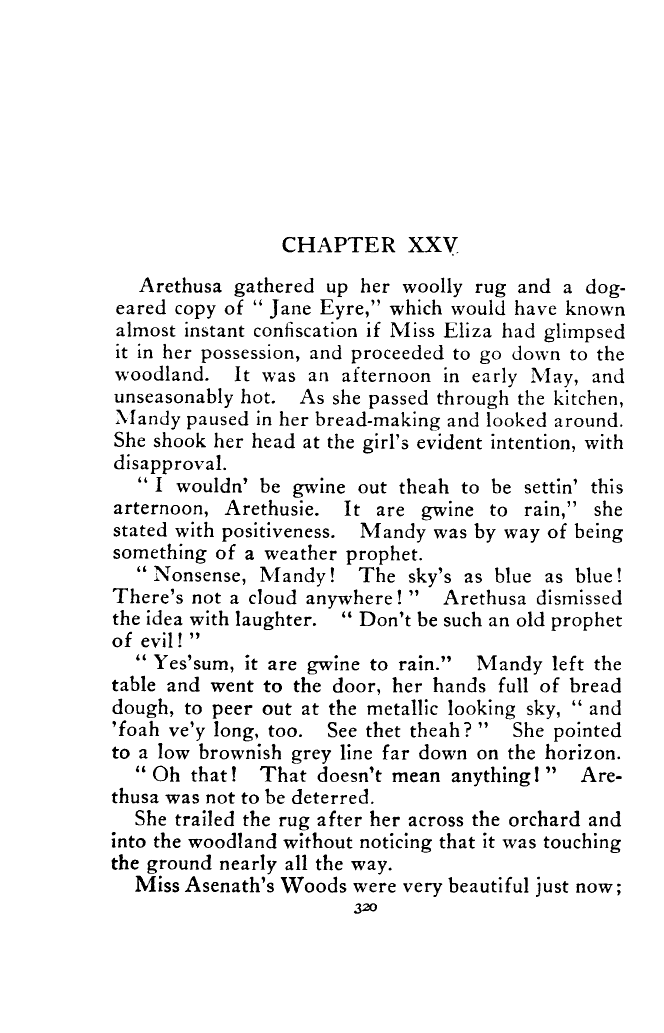 CHAPTER XXV.
Arethusa gathered up her woolly rug and a dog-
eared copy of “ Jane Eyre,” which would have known
almost instant confiscation if Miss Eliza had glimpsed
it in her possession, and proceeded to go down to the
woodland. It was an afternoon in early May, and
unseasonably hot. As she passed through the kitchen,
Mandy paused in her bread-making and looked around.
She shook her head at the girl's evident intention, with
disapproval.
“ I wouldn' be gwine out theah to be settin' this
arternoon, Arethusie. It are gwine to rain,” she
stated with positiveness. Mandy was by way of being
something of a weather prophet.
“ Nonsense, Mandy! The sky's as blue as blue!
There's not a cloud anywhere! ” Arethusa dismissed
the idea with laughter. “ Don't be such an old prophet
of evil! ”
“ Yes'sum, it are gwine to rain.” Mandy left the
table and went to the door, her hands full of bread
dough, to peer out at the metallic looking sky, “ and
'foah ve'y long, too. See thet theah? ” She pointed
to a low brownish grey line far down on the horizon.
“ Oh that! That doesn't mean anything! ” Are-
thusa was not to be deterred.
She trailed the rug after her across the orchard and
into the woodland without noticing that it was touching
the ground nearly all the way.
Miss Asenath's Woods were very beautiful just now;
320